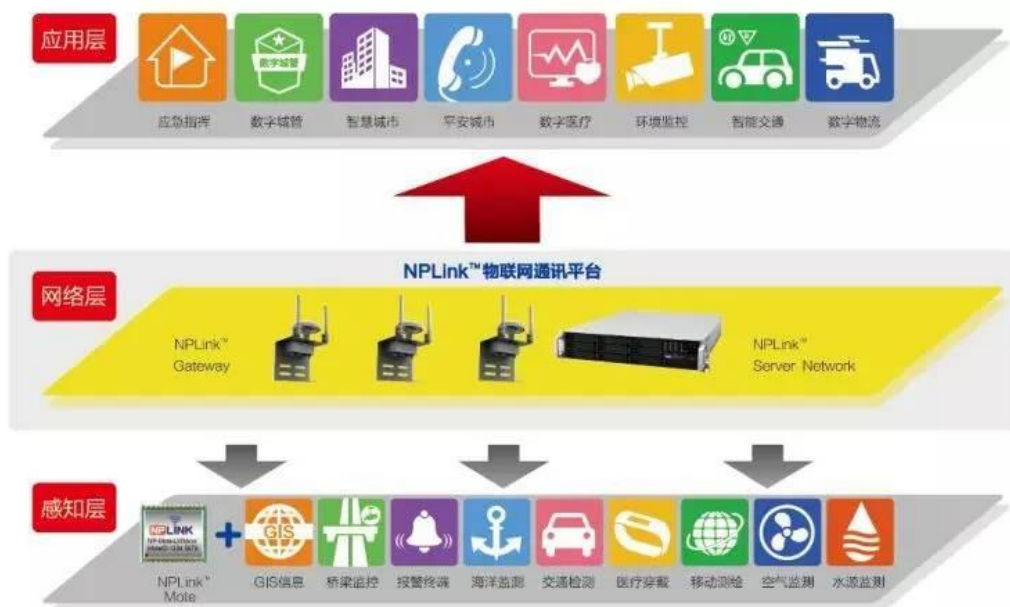 应用层
数字城管
应急指挥
数字城管
智慧城市
平安城市
数字医疗
环境监控
智能交通
数字物流
NPLink™物联网通讯平台
网络层
NPLink™
Gateway
NPLink™
Server Network
感知层
NPLINK
GIS
NPLink™
Mote
GIS信息
桥梁监控
报警终端
海洋监测
交通检测
医疗穿戴
移动测绘
空气监测
水源监测